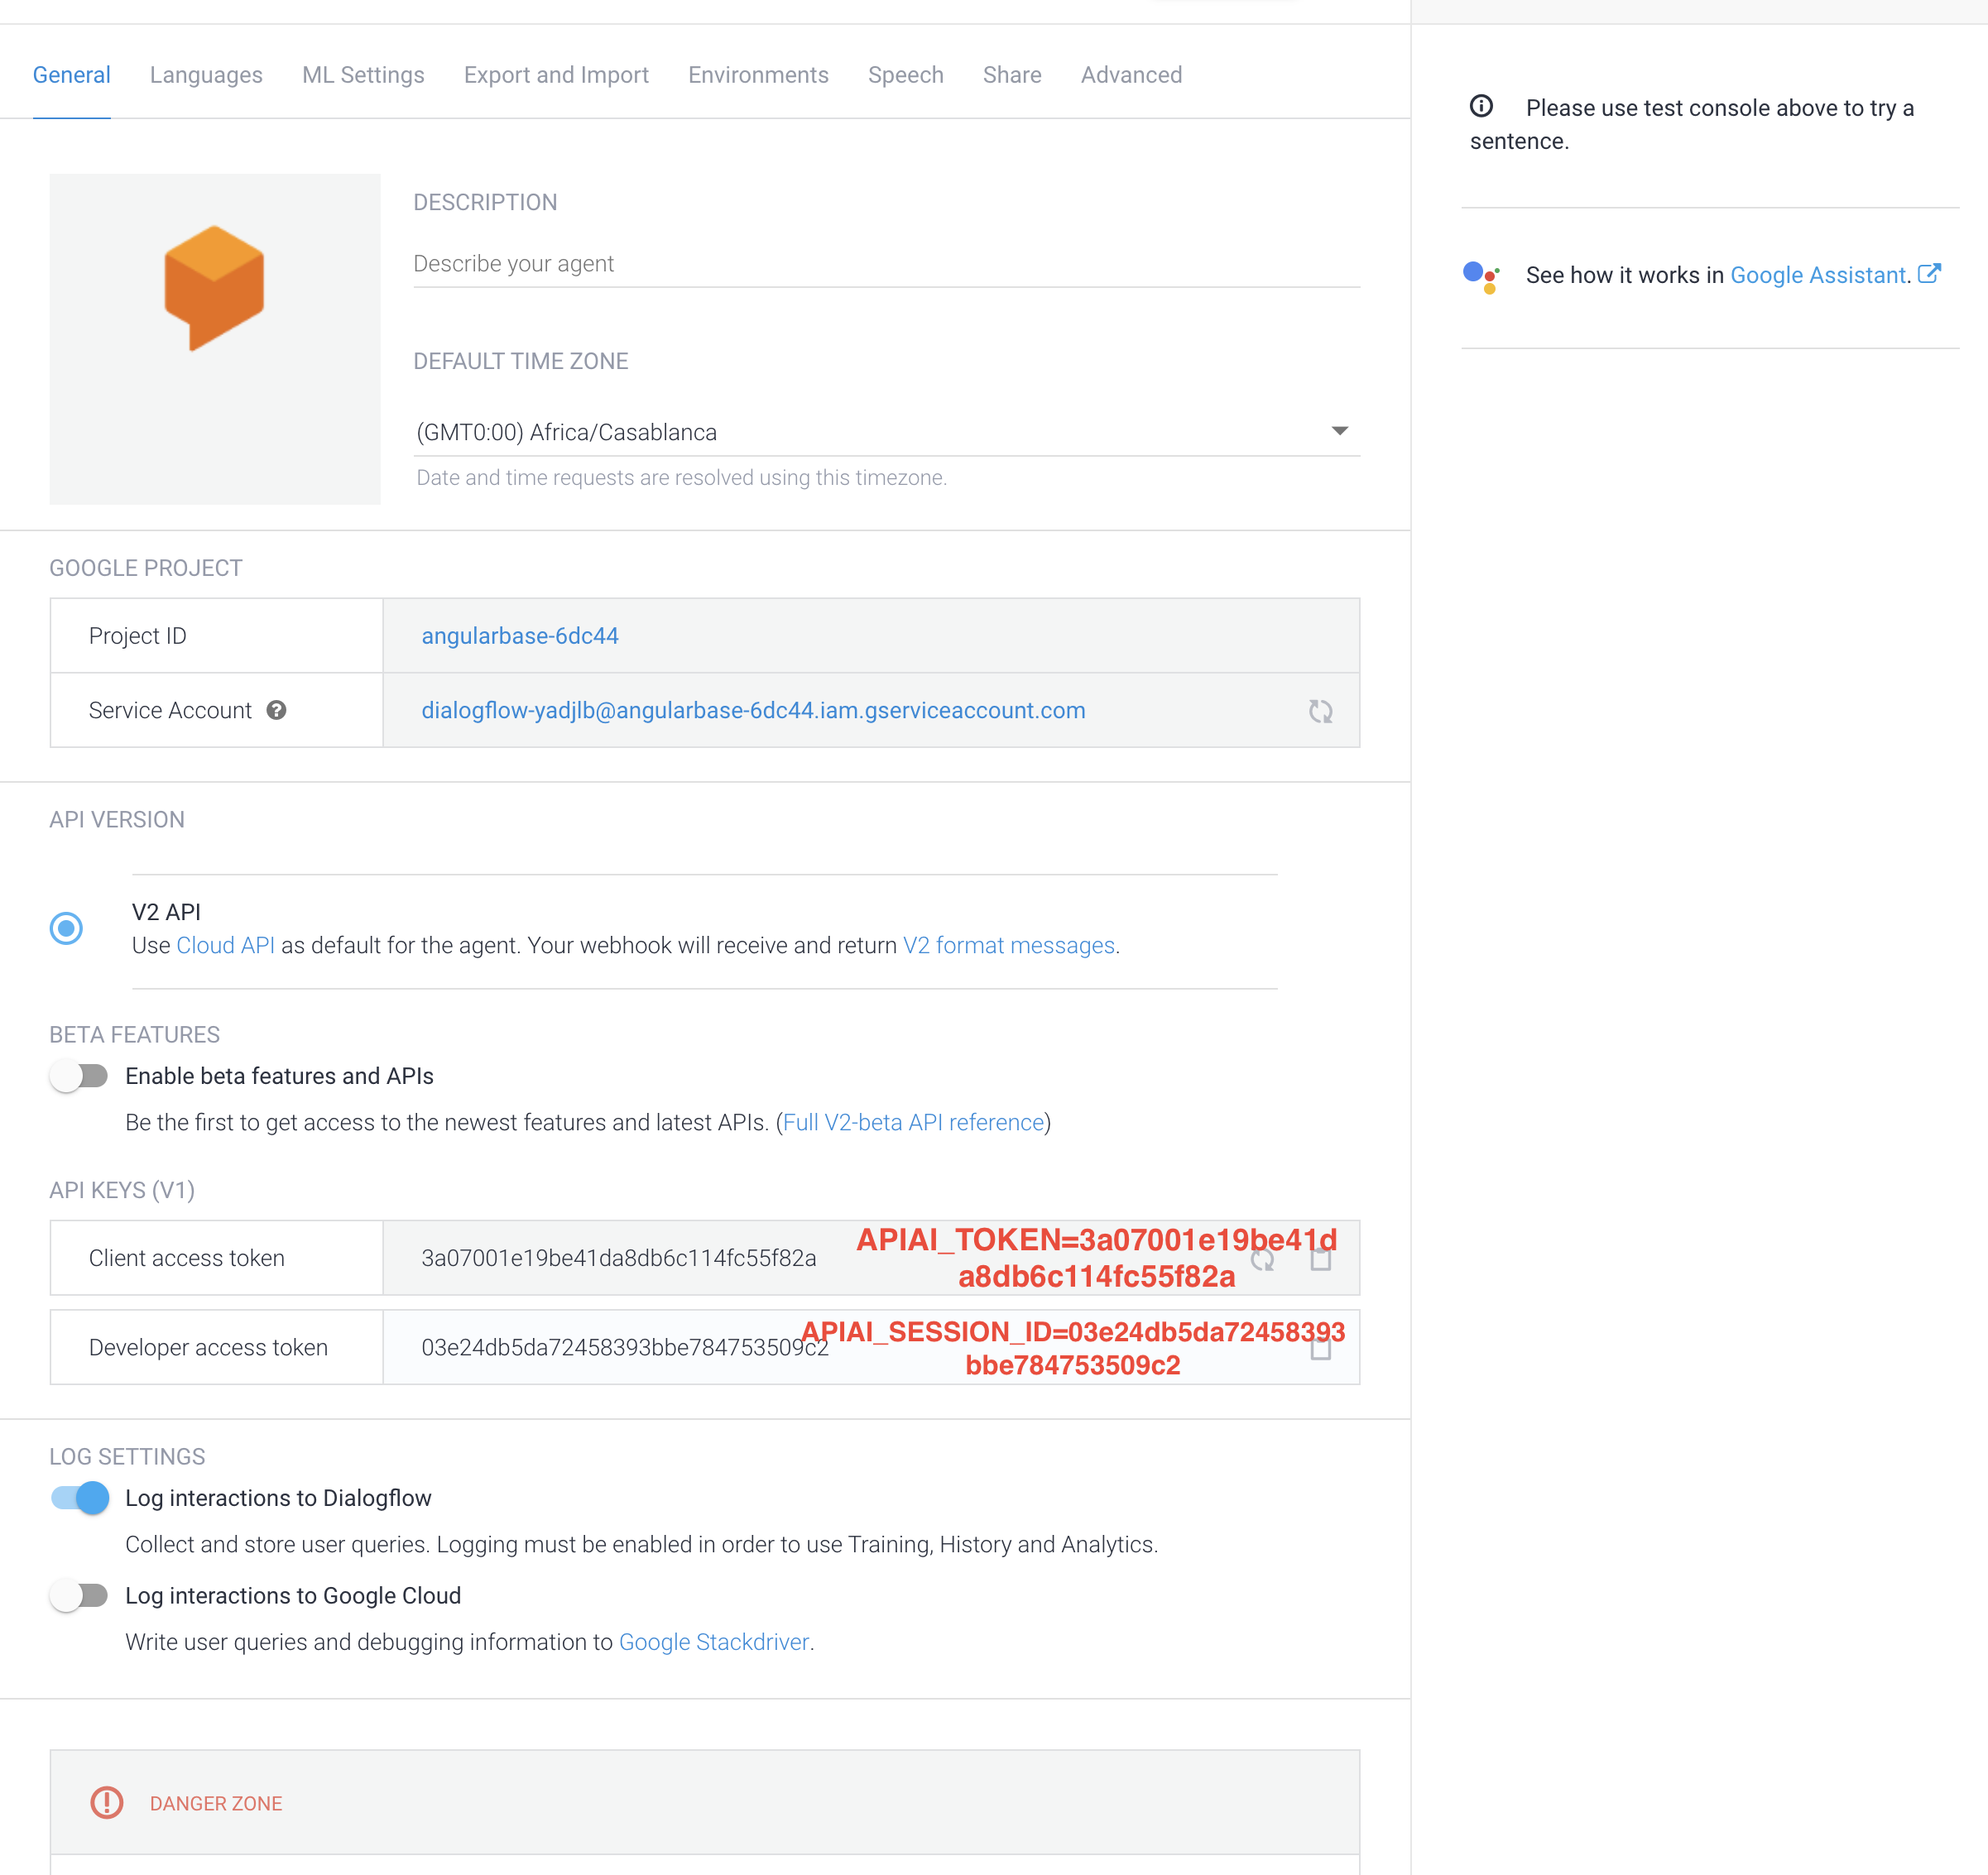 General Languages ML Settings Export and Import Environments Speech Share Advanced
Please use test console above to try a
sentence.
See how it works in Google Assistant.
DESCRIPTION
Describe your agent
DEFAULT TIME ZONE
(GMT0:00) Africa/Casablanca
Date and time requests are resolved using this timezone.
GOOGLE PROJECT
Project ID angularbase-6dc44
Service Account dialogflow-yadjlb@angularbase-6dc44.iam.gserviceaccount.com
API VERSION
V2 API
Use Cloud API as default for the agent. Your webhook will receive and return V2 format messages.
BETA FEATURES
Enable beta features and APIs
Be the first to get access to the newest features and latest APIs. (Full V2-beta API reference)
API KEYS (V1)
Client access token 3a07001e19be41da8db6c114fc55f82a
APIAI_TOKEN=3a07001e19be41d
a8db6c114fc55f82a
Developer access token 03e24db5da72458393bbe784753509c2
APIAI_SESSION_ID=03e24db5da72458393
bbe784753509c2
LOG SETTINGS
Log interactions to Dialogflow
Collect and store user queries. Logging must be enabled in order to use Training, History and Analytics.
Log interactions to Google Cloud
Write user queries and debugging information to Google Stackdriver.
DANGER ZONE